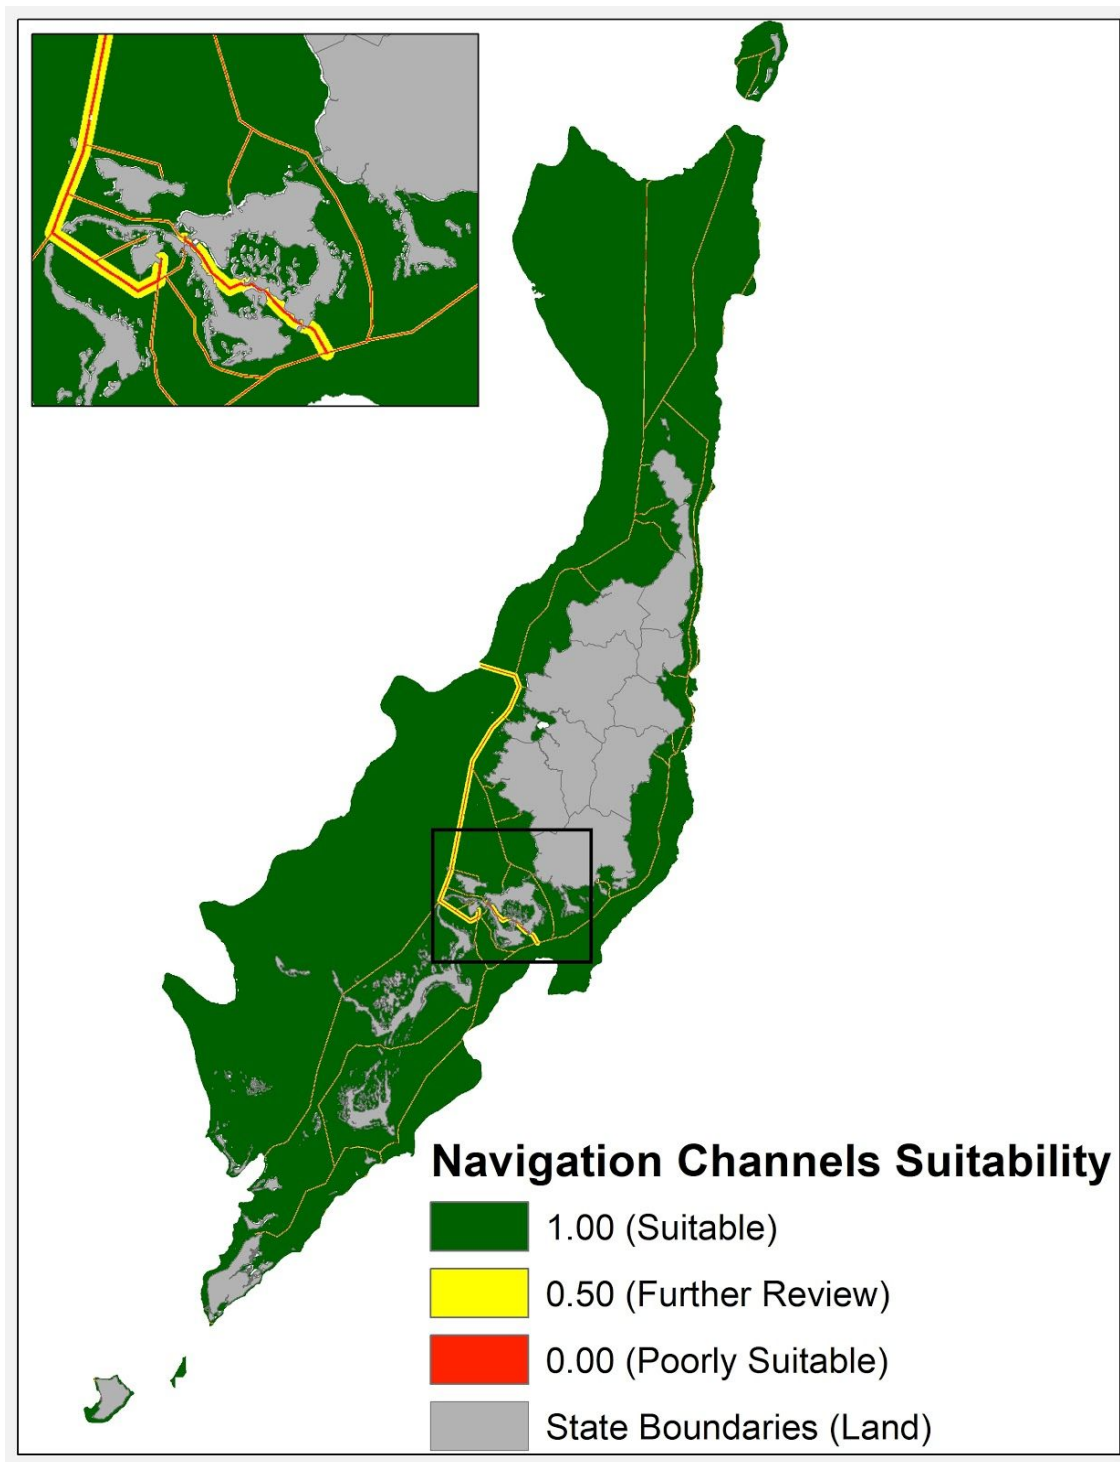 Navigation Channels Suitability
1.00 (Suitable)
0.50 (Further Review)
0.00 (Poorly Suitable)
State Boundaries (Land)